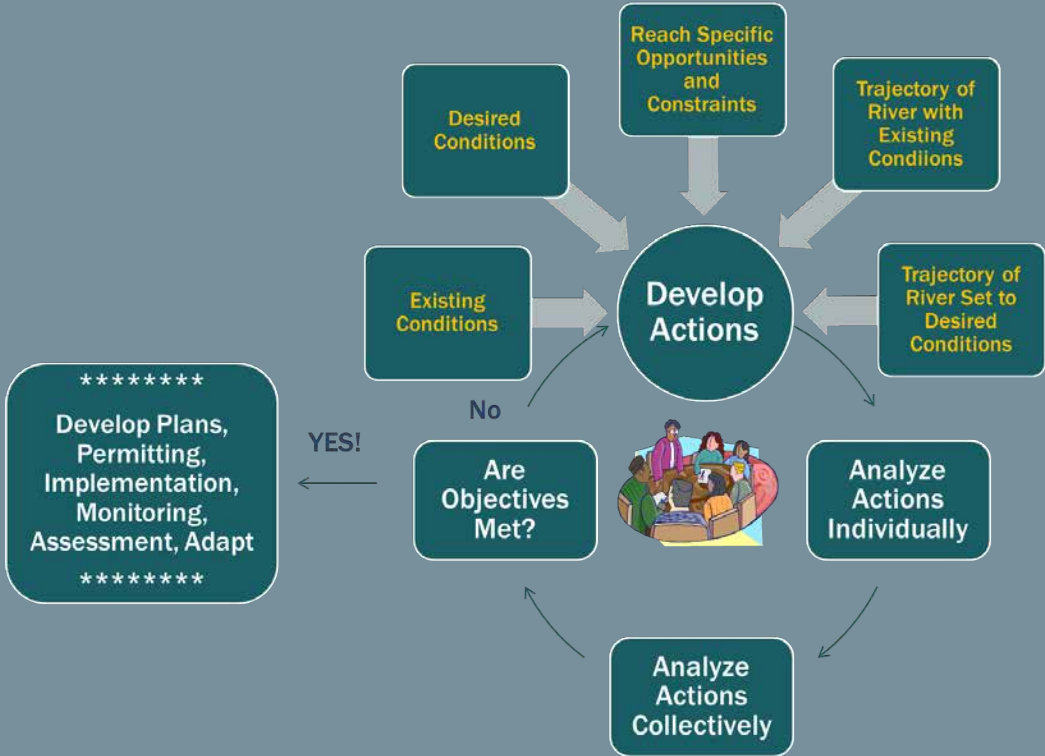 Reach Specific
Opportunities
and
Constraints
Desired
Conditions
Trajectory of
River with
Existing
Condiions
Existing
Conditions
Develop
Actions
Trajectory of
River Set to
Desired
Conditions
********
Develop Plans,
Permitting,
Implementation,
Monitoring,
Assessment, Adapt
********
YES!
No
Are
Objectives
Met?
Analyze
Actions
Individually
Analyze
Actions
Collectively